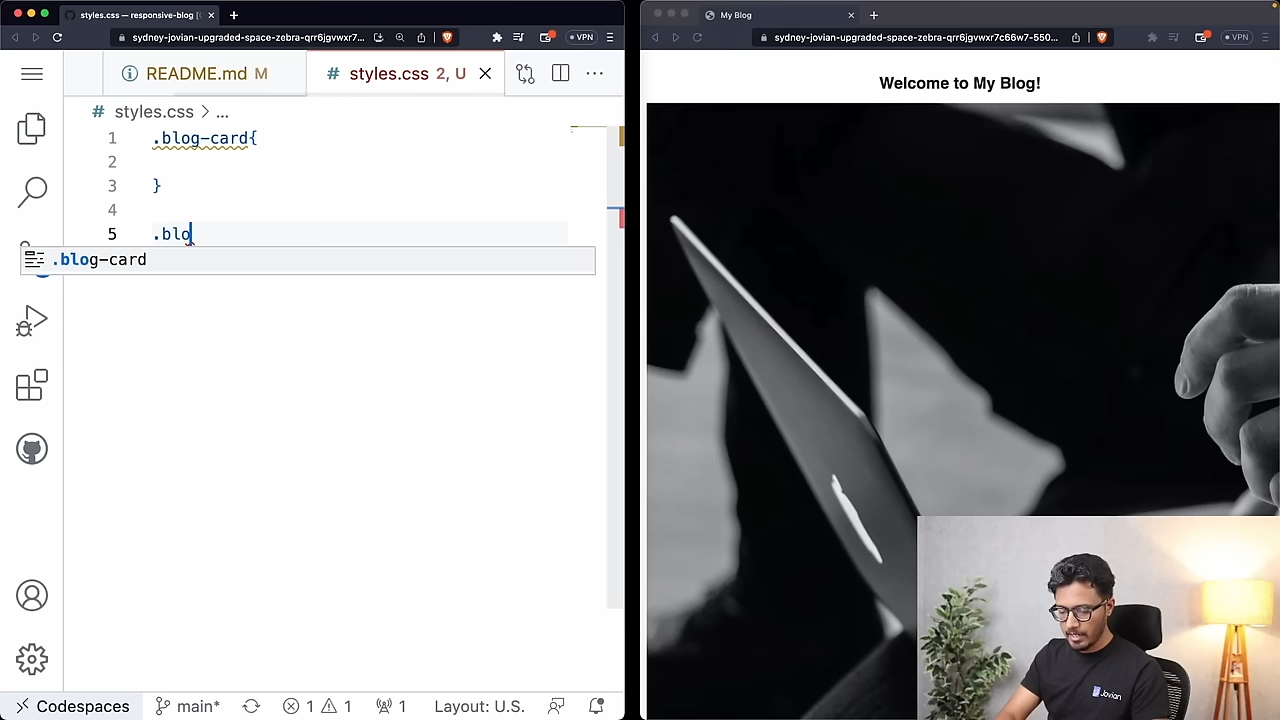 styles.css — responsive-blog [
sydney-jovian-upgraded-space-zebra-qrr6jgvwxr7...
VPN
README.md M
# styles.css 2, U
# styles.css > ...
1 .blog-card{
2
3 }
4
5 .blo
.blog-card
Codespaces
main*
1 1
1
Layout: U.S.
My Blog
sydney-jovian-upgraded-space-zebra-qrr6jgvwxr7c66w7-550...
VPN
Welcome to My Blog!
Jovian